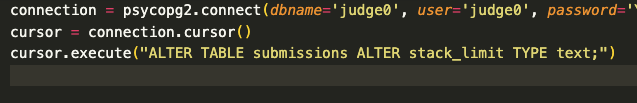 connection = psycopg2.connect(dbname='judge0', user='judge0', password='
cursor = connection.cursor()
cursor.execute("ALTER TABLE submissions ALTER stack_limit TYPE text;")